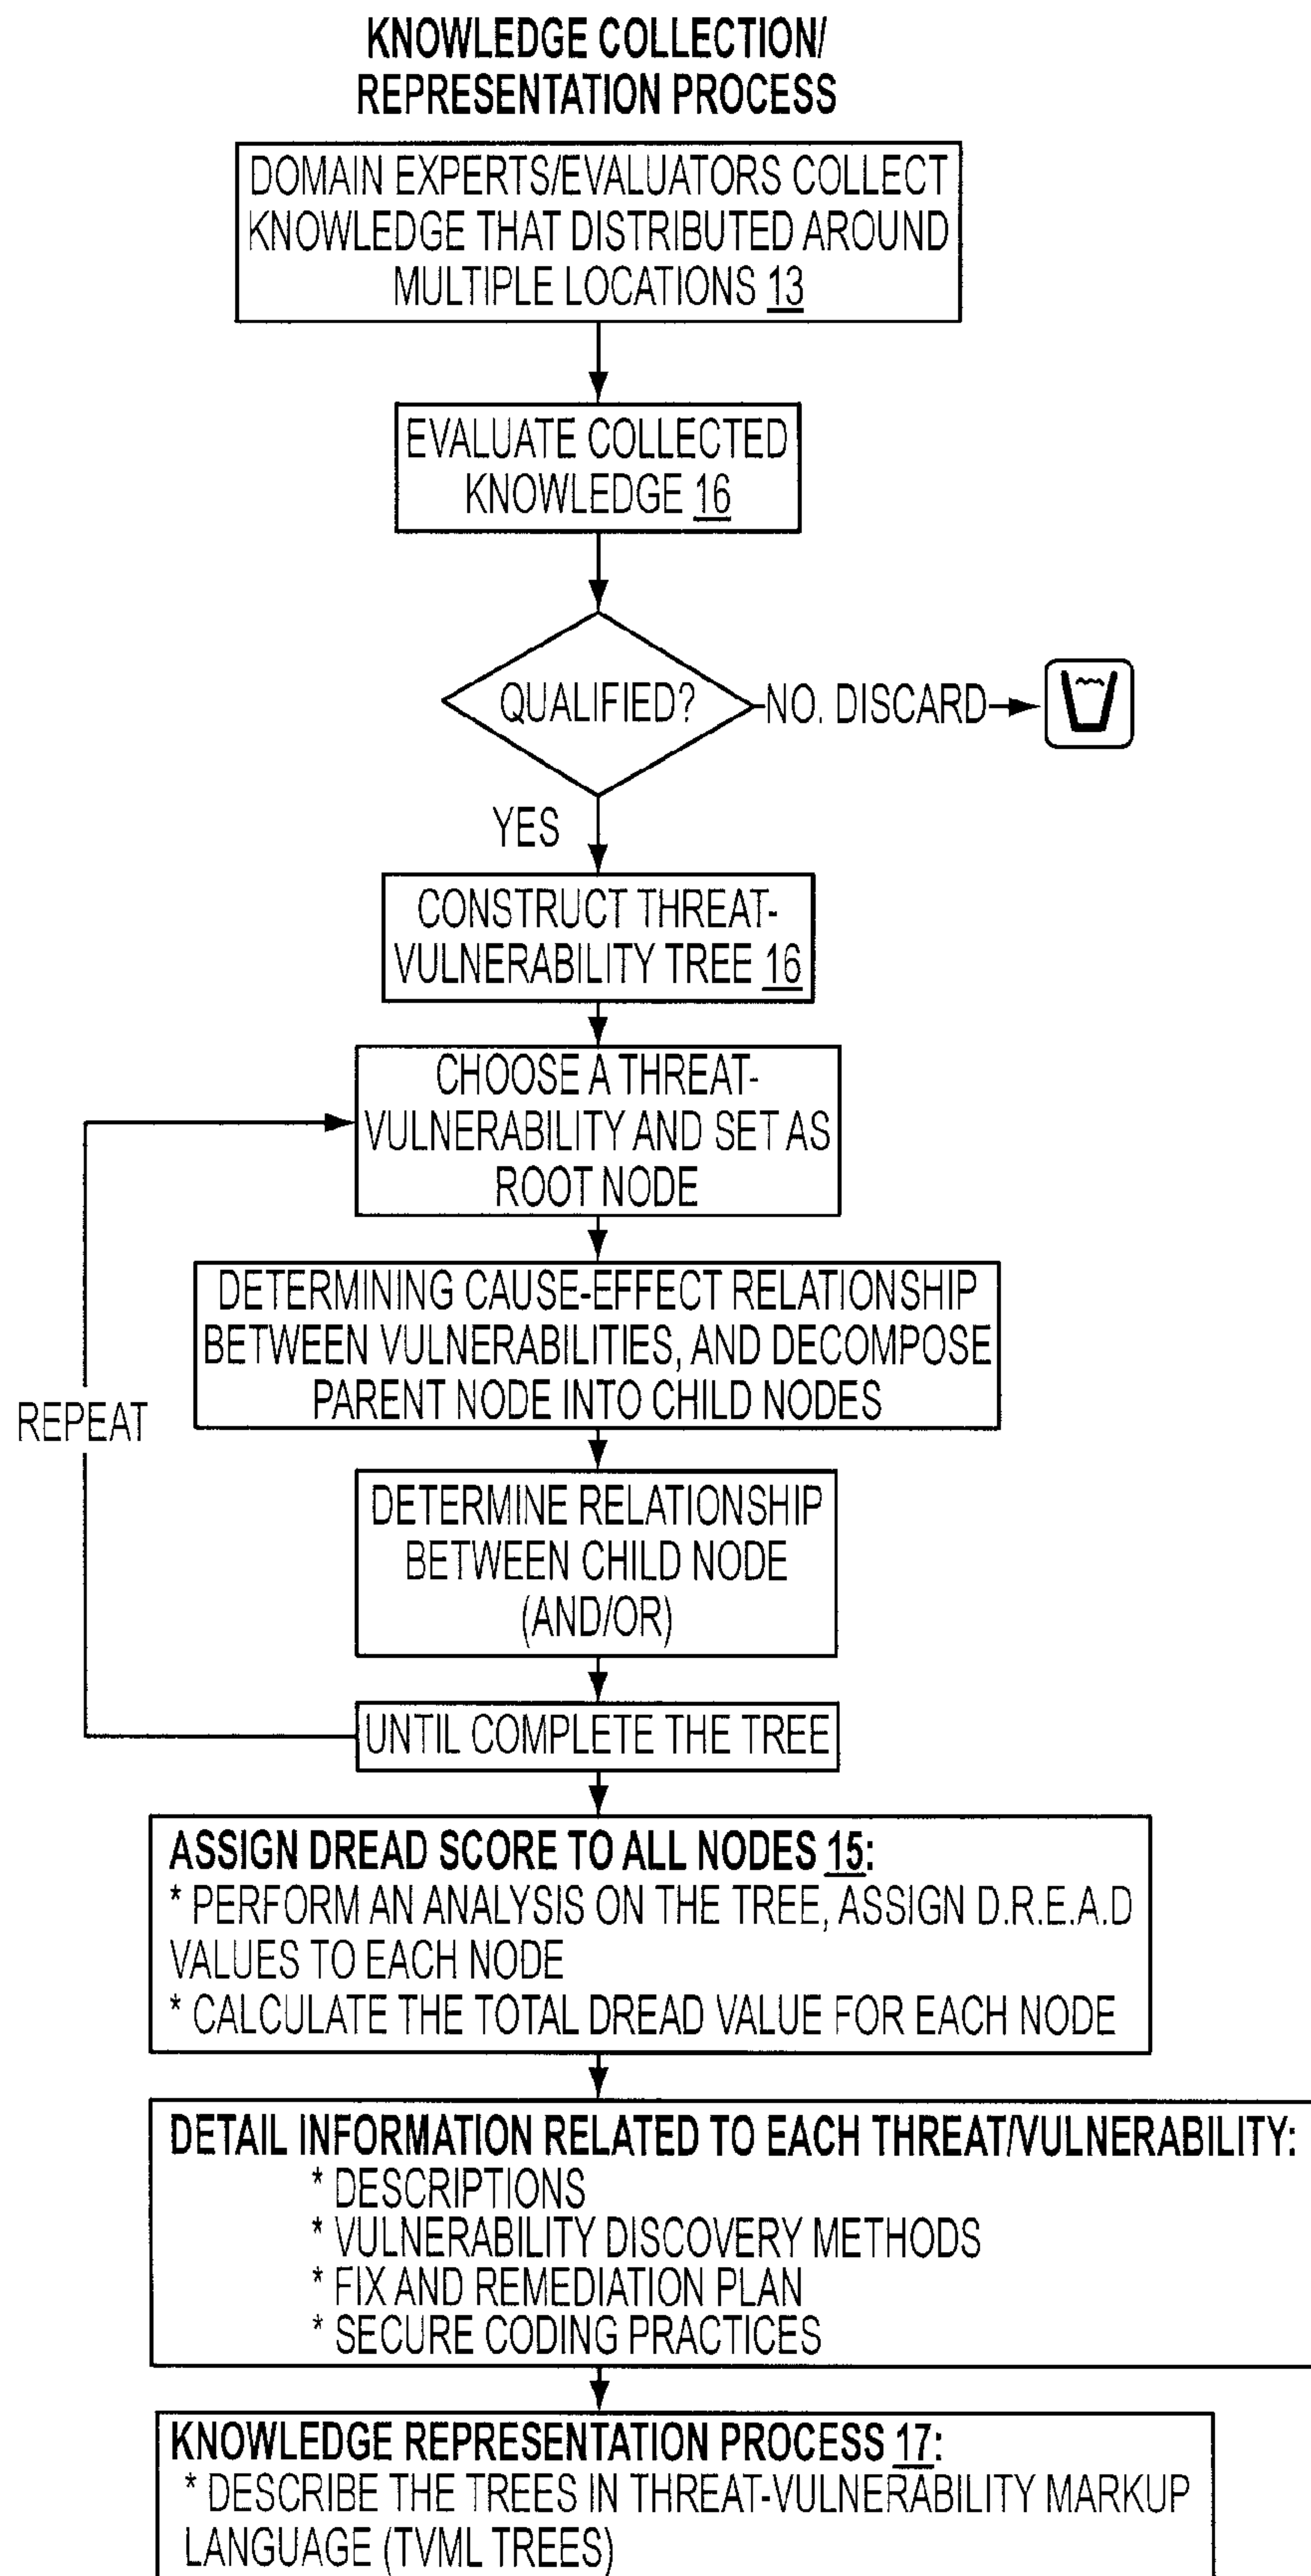 KNOWLEDGE COLLECTION/
REPRESENTATION PROCESS
DOMAIN EXPERTS/EVALUATORS COLLECT
KNOWLEDGE THAT DISTRIBUTED AROUND
MULTIPLE LOCATIONS 13
EVALUATE COLLECTED
KNOWLEDGE 16
QUALIFIED?
NO. DISCARD
YES
CONSTRUCT THREAT-
VULNERABILITY TREE 16
CHOOSE A THREAT-
VULNERABILITY AND SET AS
ROOT NODE
DETERMINING CAUSE-EFFECT RELATIONSHIP
BETWEEN VULNERABILITIES, AND DECOMPOSE
PARENT NODE INTO CHILD NODES
REPEAT
DETERMINE RELATIONSHIP
BETWEEN CHILD NODE
(AND/OR)
UNTIL COMPLETE THE TREE
ASSIGN DREAD SCORE TO ALL NODES 15:
* PERFORM AN ANALYSIS ON THE TREE, ASSIGN D.R.E.A.D
VALUES TO EACH NODE
* CALCULATE THE TOTAL DREAD VALUE FOR EACH NODE
DETAIL INFORMATION RELATED TO EACH THREAT/VULNERABILITY:
* DESCRIPTIONS
* VULNERABILITY DISCOVERY METHODS
* FIX AND REMEDIATION PLAN
* SECURE CODING PRACTICES
KNOWLEDGE REPRESENTATION PROCESS 17:
* DESCRIBE THE TREES IN THREAT-VULNERABILITY MARKUP
LANGUAGE (TVML TREES)